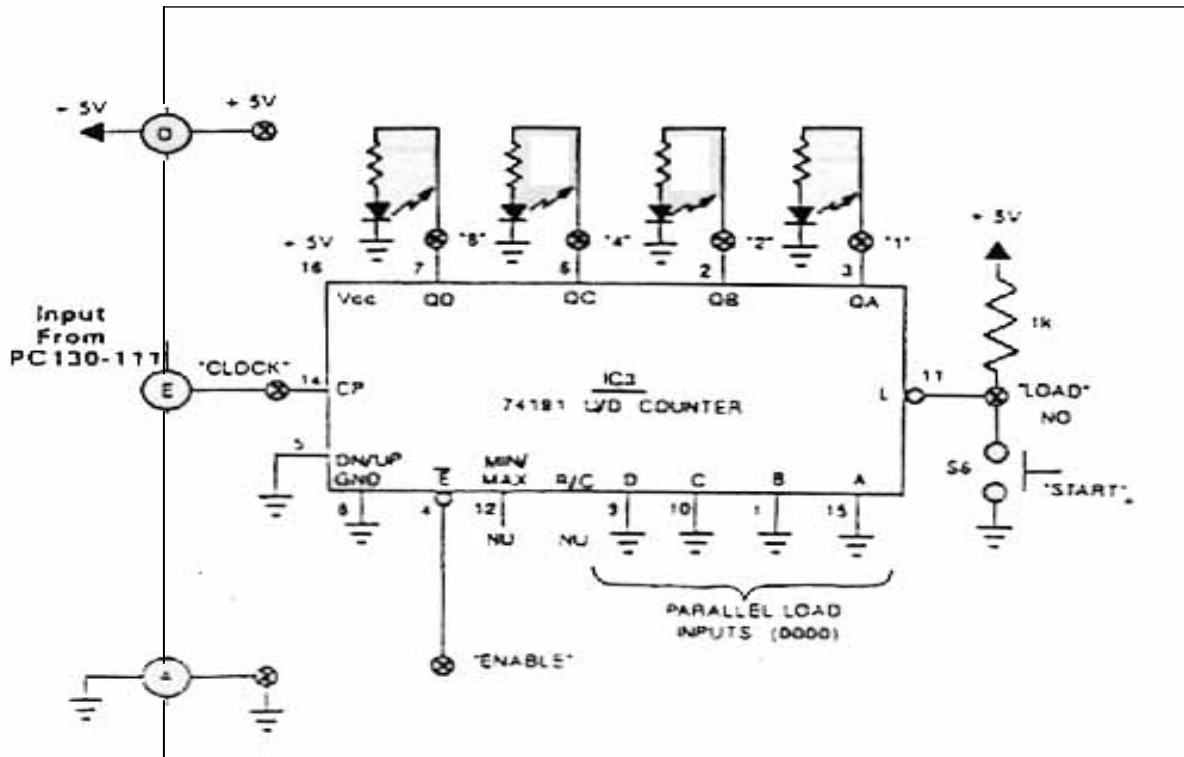 + 5V
+ 5V
"8"
"4"
"2"
"1"
+ 5V
+ 5V
16
7
6
2
3
Vcc
QD
QC
QB
QA
1k
Input
From
PC130-111
"CLOCK"
E
14
CP
IC3
74191 U/D COUNTER
L
11
"LOAD"
NO
5
DN/UP
GND
E
MIN/
MAX
R/C
D
C
B
A
S6
"START"
8
4
12
9
10
1
15
NU
NU
PARALLEL LOAD
INPUTS (0000)
"ENABLE"